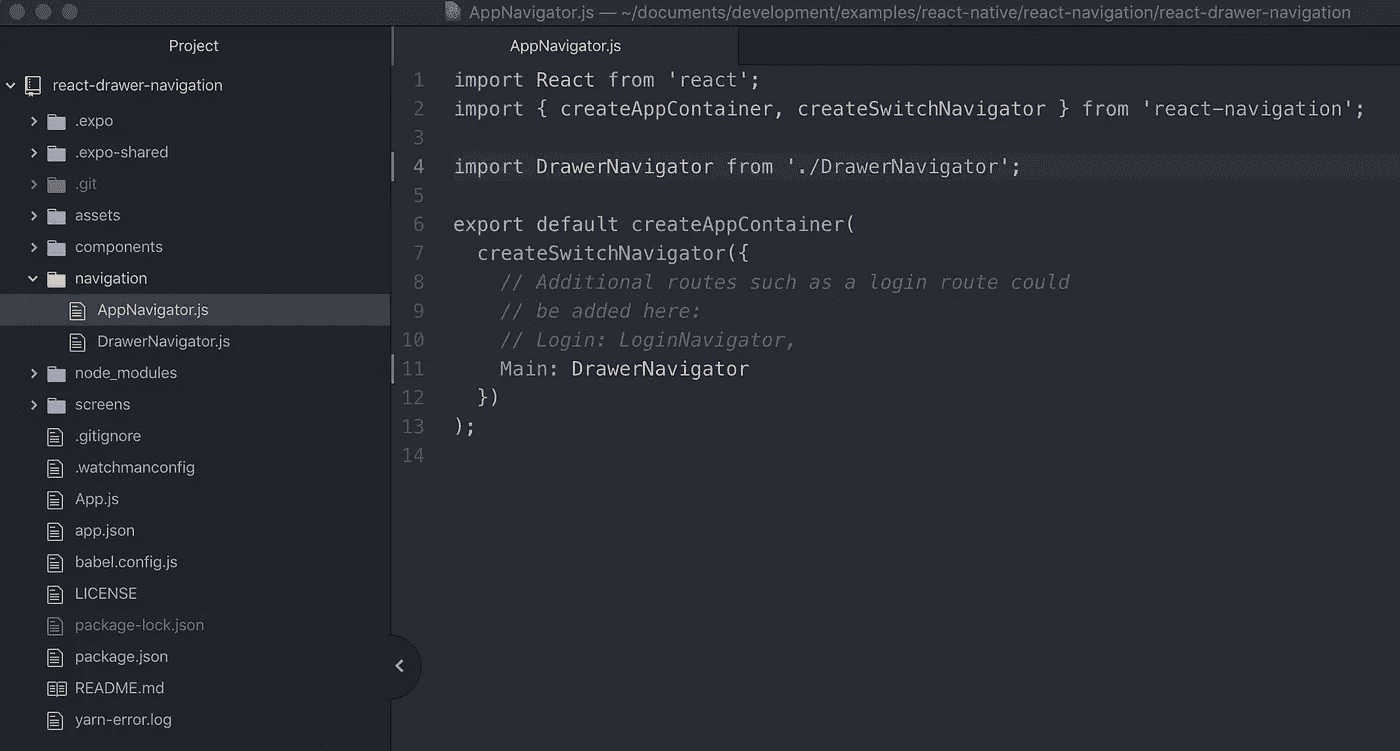 AppNavigator.js — ~/documents/development/examples/react-native/react-navigation/react-drawer-navigation
Project
react-drawer-navigation
.expo
.expo-shared
.git
assets
components
navigation
AppNavigator.js
DrawerNavigator.js
node_modules
screens
.gitignore
.watchmanconfig
App.js
app.json
babel.config.js
LICENSE
package-lock.json
package.json
README.md
yarn-error.log
AppNavigator.js
1 import React from 'react';
2 import { createAppContainer, createSwitchNavigator } from 'react-navigation';
3
4 import DrawerNavigator from './DrawerNavigator';
5
6 export default createAppContainer(
7   createSwitchNavigator({
8     // Additional routes such as a login route could
9     // be added here:
10     // Login: LoginNavigator,
11     Main: DrawerNavigator
12   })
13 );
14